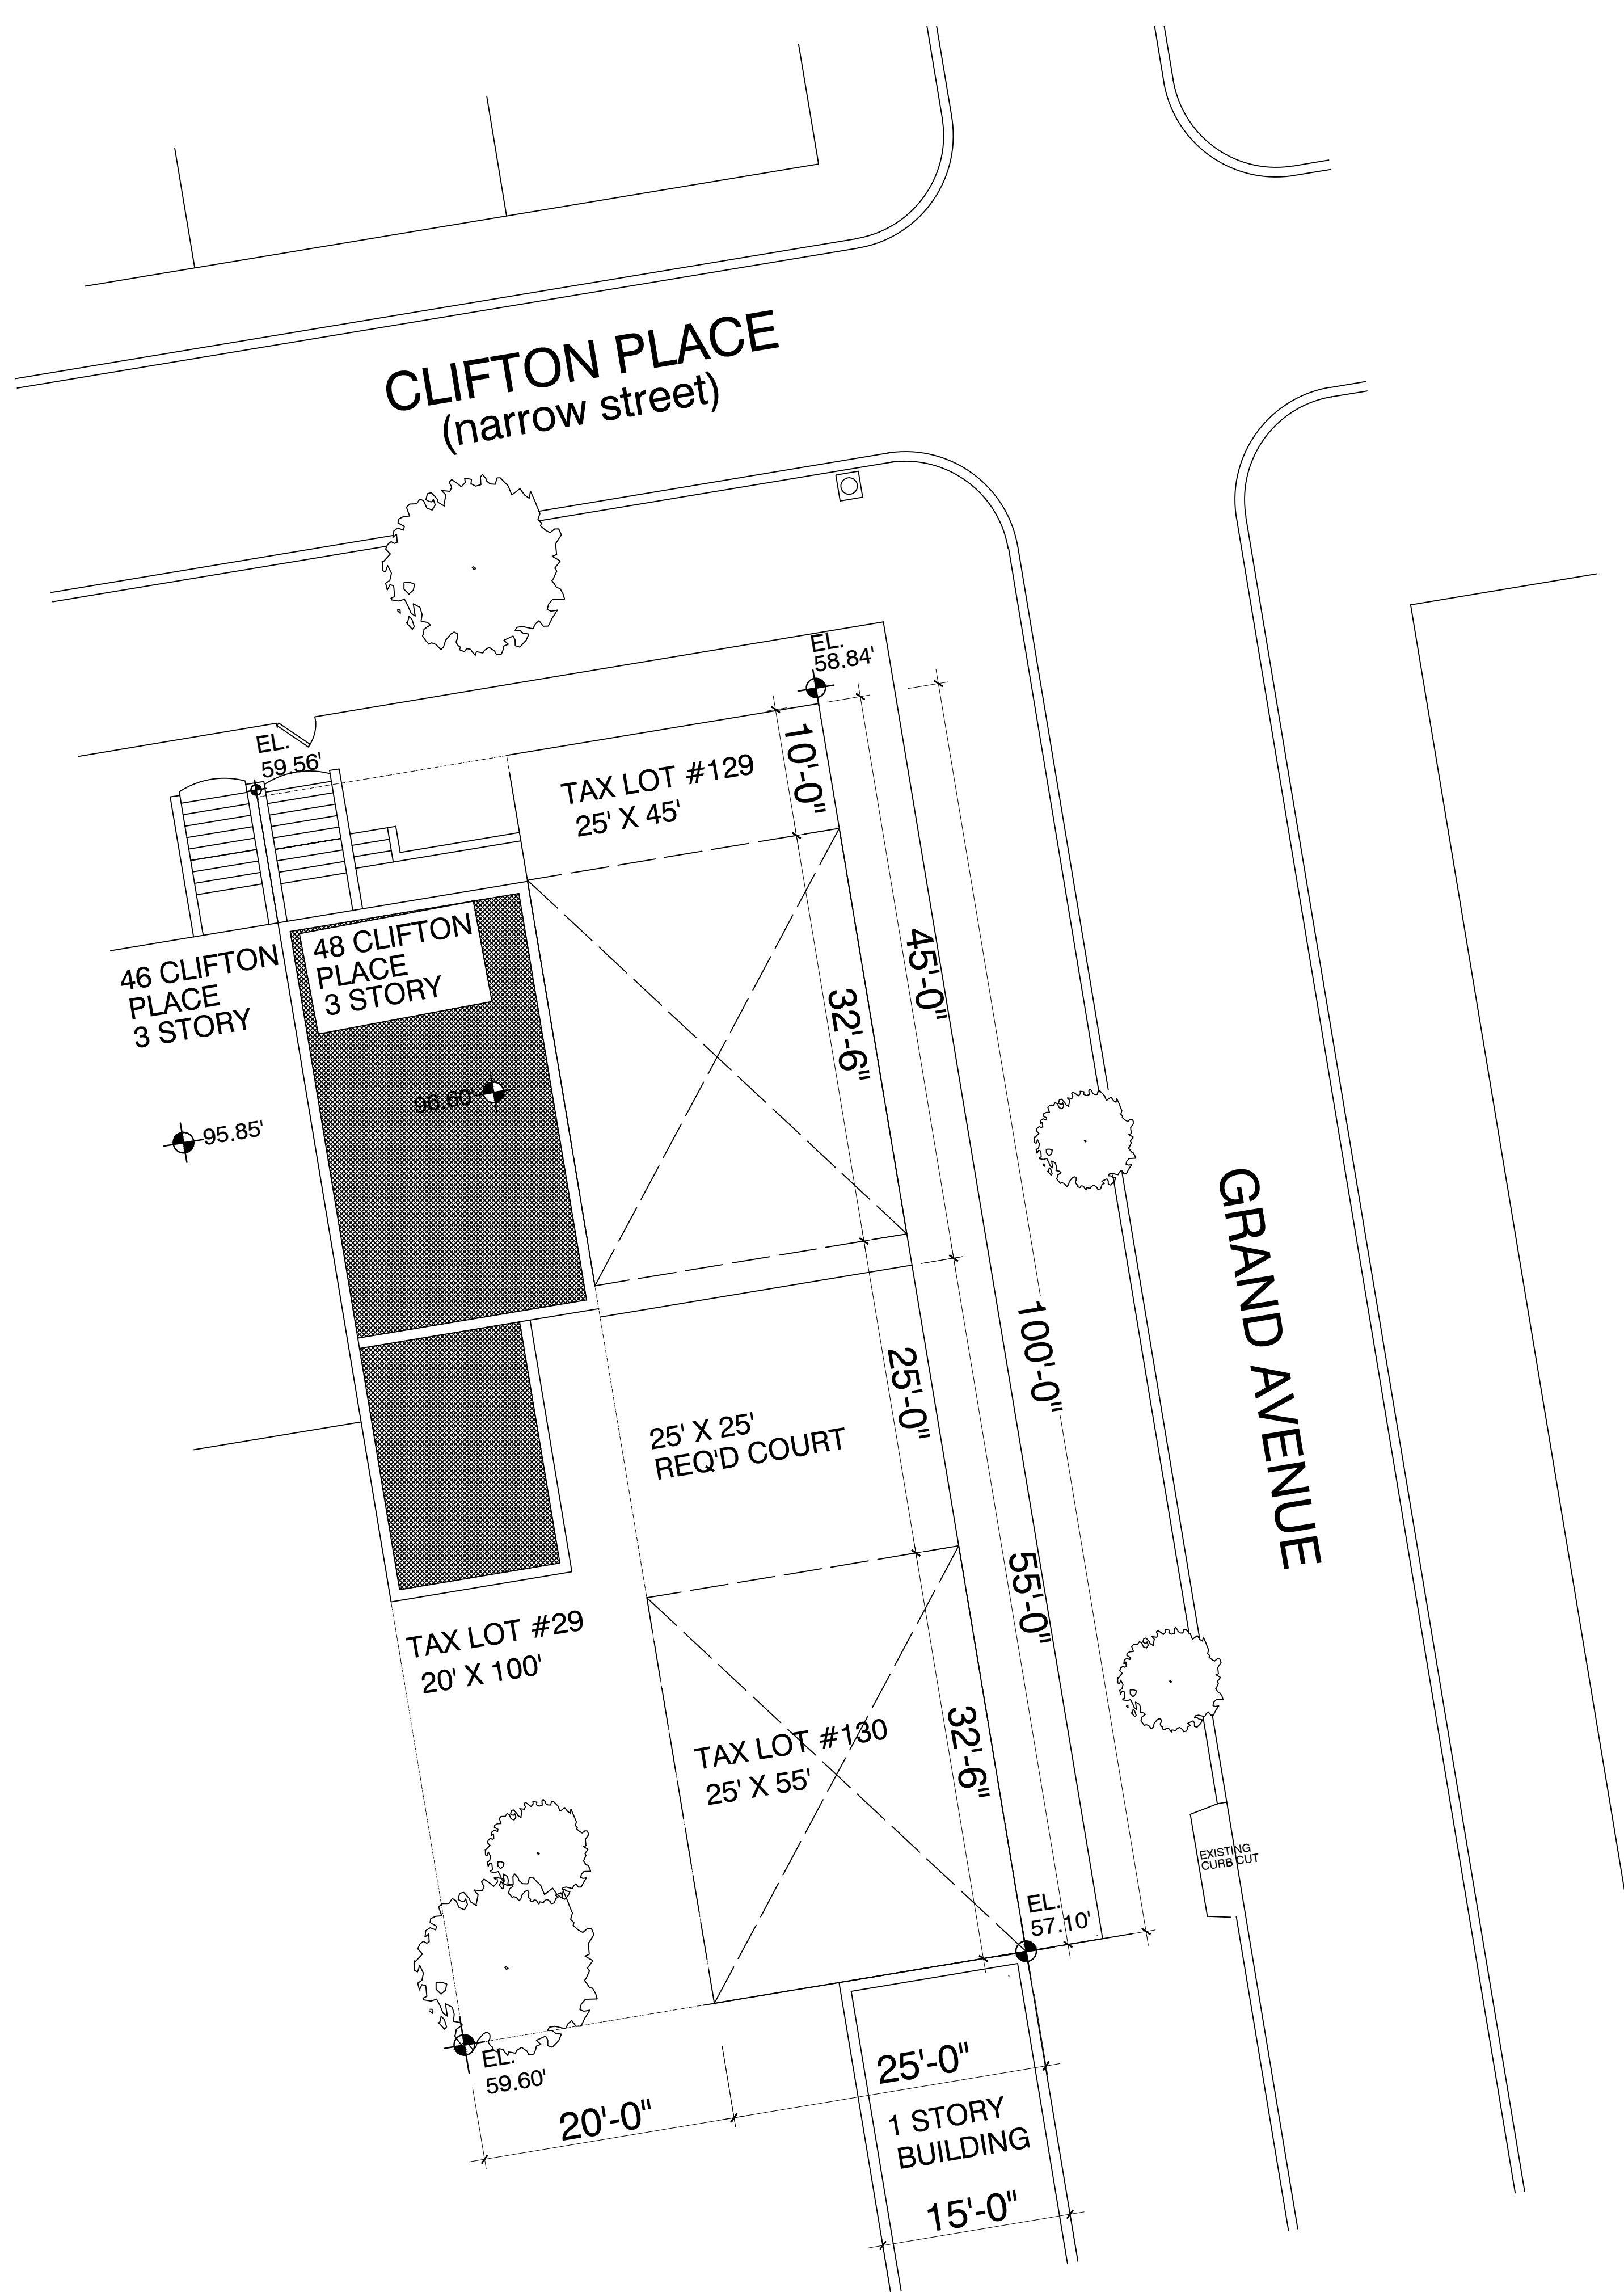 CLIFTON PLACE
(narrow street)
EL.
58.84'
EL.
59.56'
TAX LOT #129
25' X 45'
10'-0"
46 CLIFTON
PLACE
3 STORY
48 CLIFTON
PLACE
3 STORY
45'-0"
32'-6"
96.60'
95.85'
GRAND AVENUE
100'-0"
25'-0"
25' X 25'
REQ'D COURT
55'-0"
TAX LOT #29
20' X 100'
32'-6"
TAX LOT #130
25' X 55'
EXISTING
CURB CUT
EL.
57.10'
EL.
59.60'
25'-0"
20'-0"
1 STORY
BUILDING
15'-0"